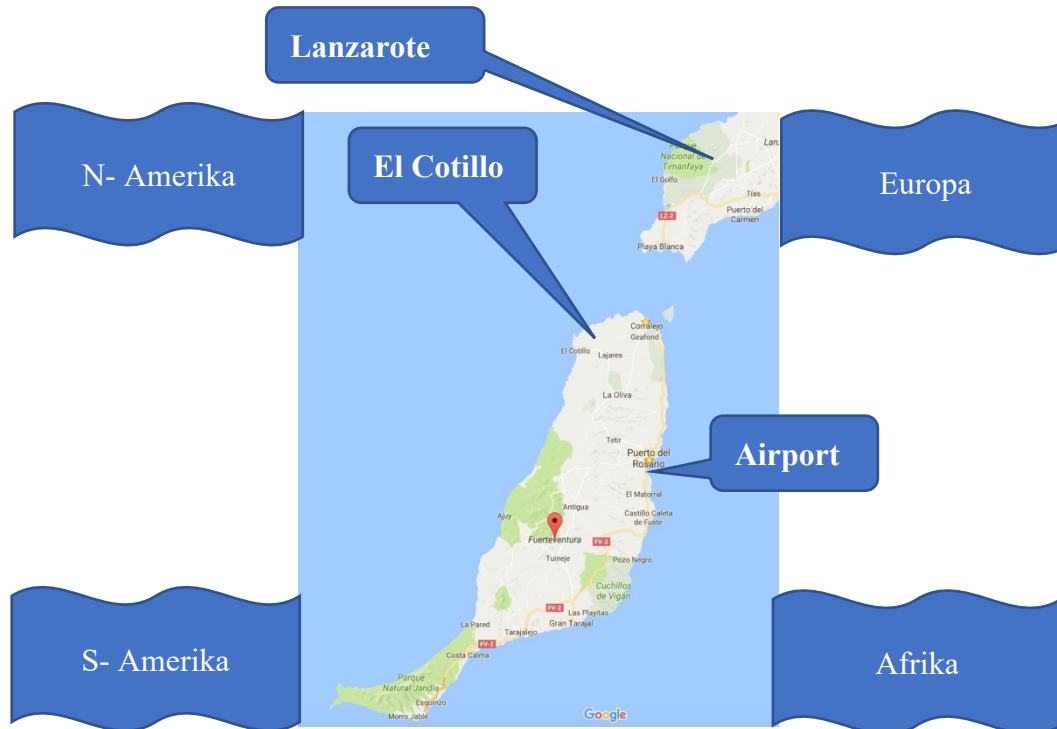 Lanzarote
N- Amerika
El Cotillo
Europa
Parque
Nacional de
Timanfaya
Lan
El Golfo
Tías
LZ-2
Puerto del
Carmen
Playa Blanca
Corralejo
Geafond
El Cotillo
Lajares
La Oliva
Tetir
Puerto del
Rosario
Airport
El Matorral
Antigua
Castillo Caleta
de Fuste
Ajuy
Fuerteventura
FV-2
Tuineje
Pozo Negro
Cuchillos
de Vigán
FV-2
Las Playitas
Gran Tarajal
La Pared
Tarajalejo
FV-2
Costa Calma
S- Amerika
Afrika
Parque
Natural Jandía
Esquinzo
Morro Jable
Google